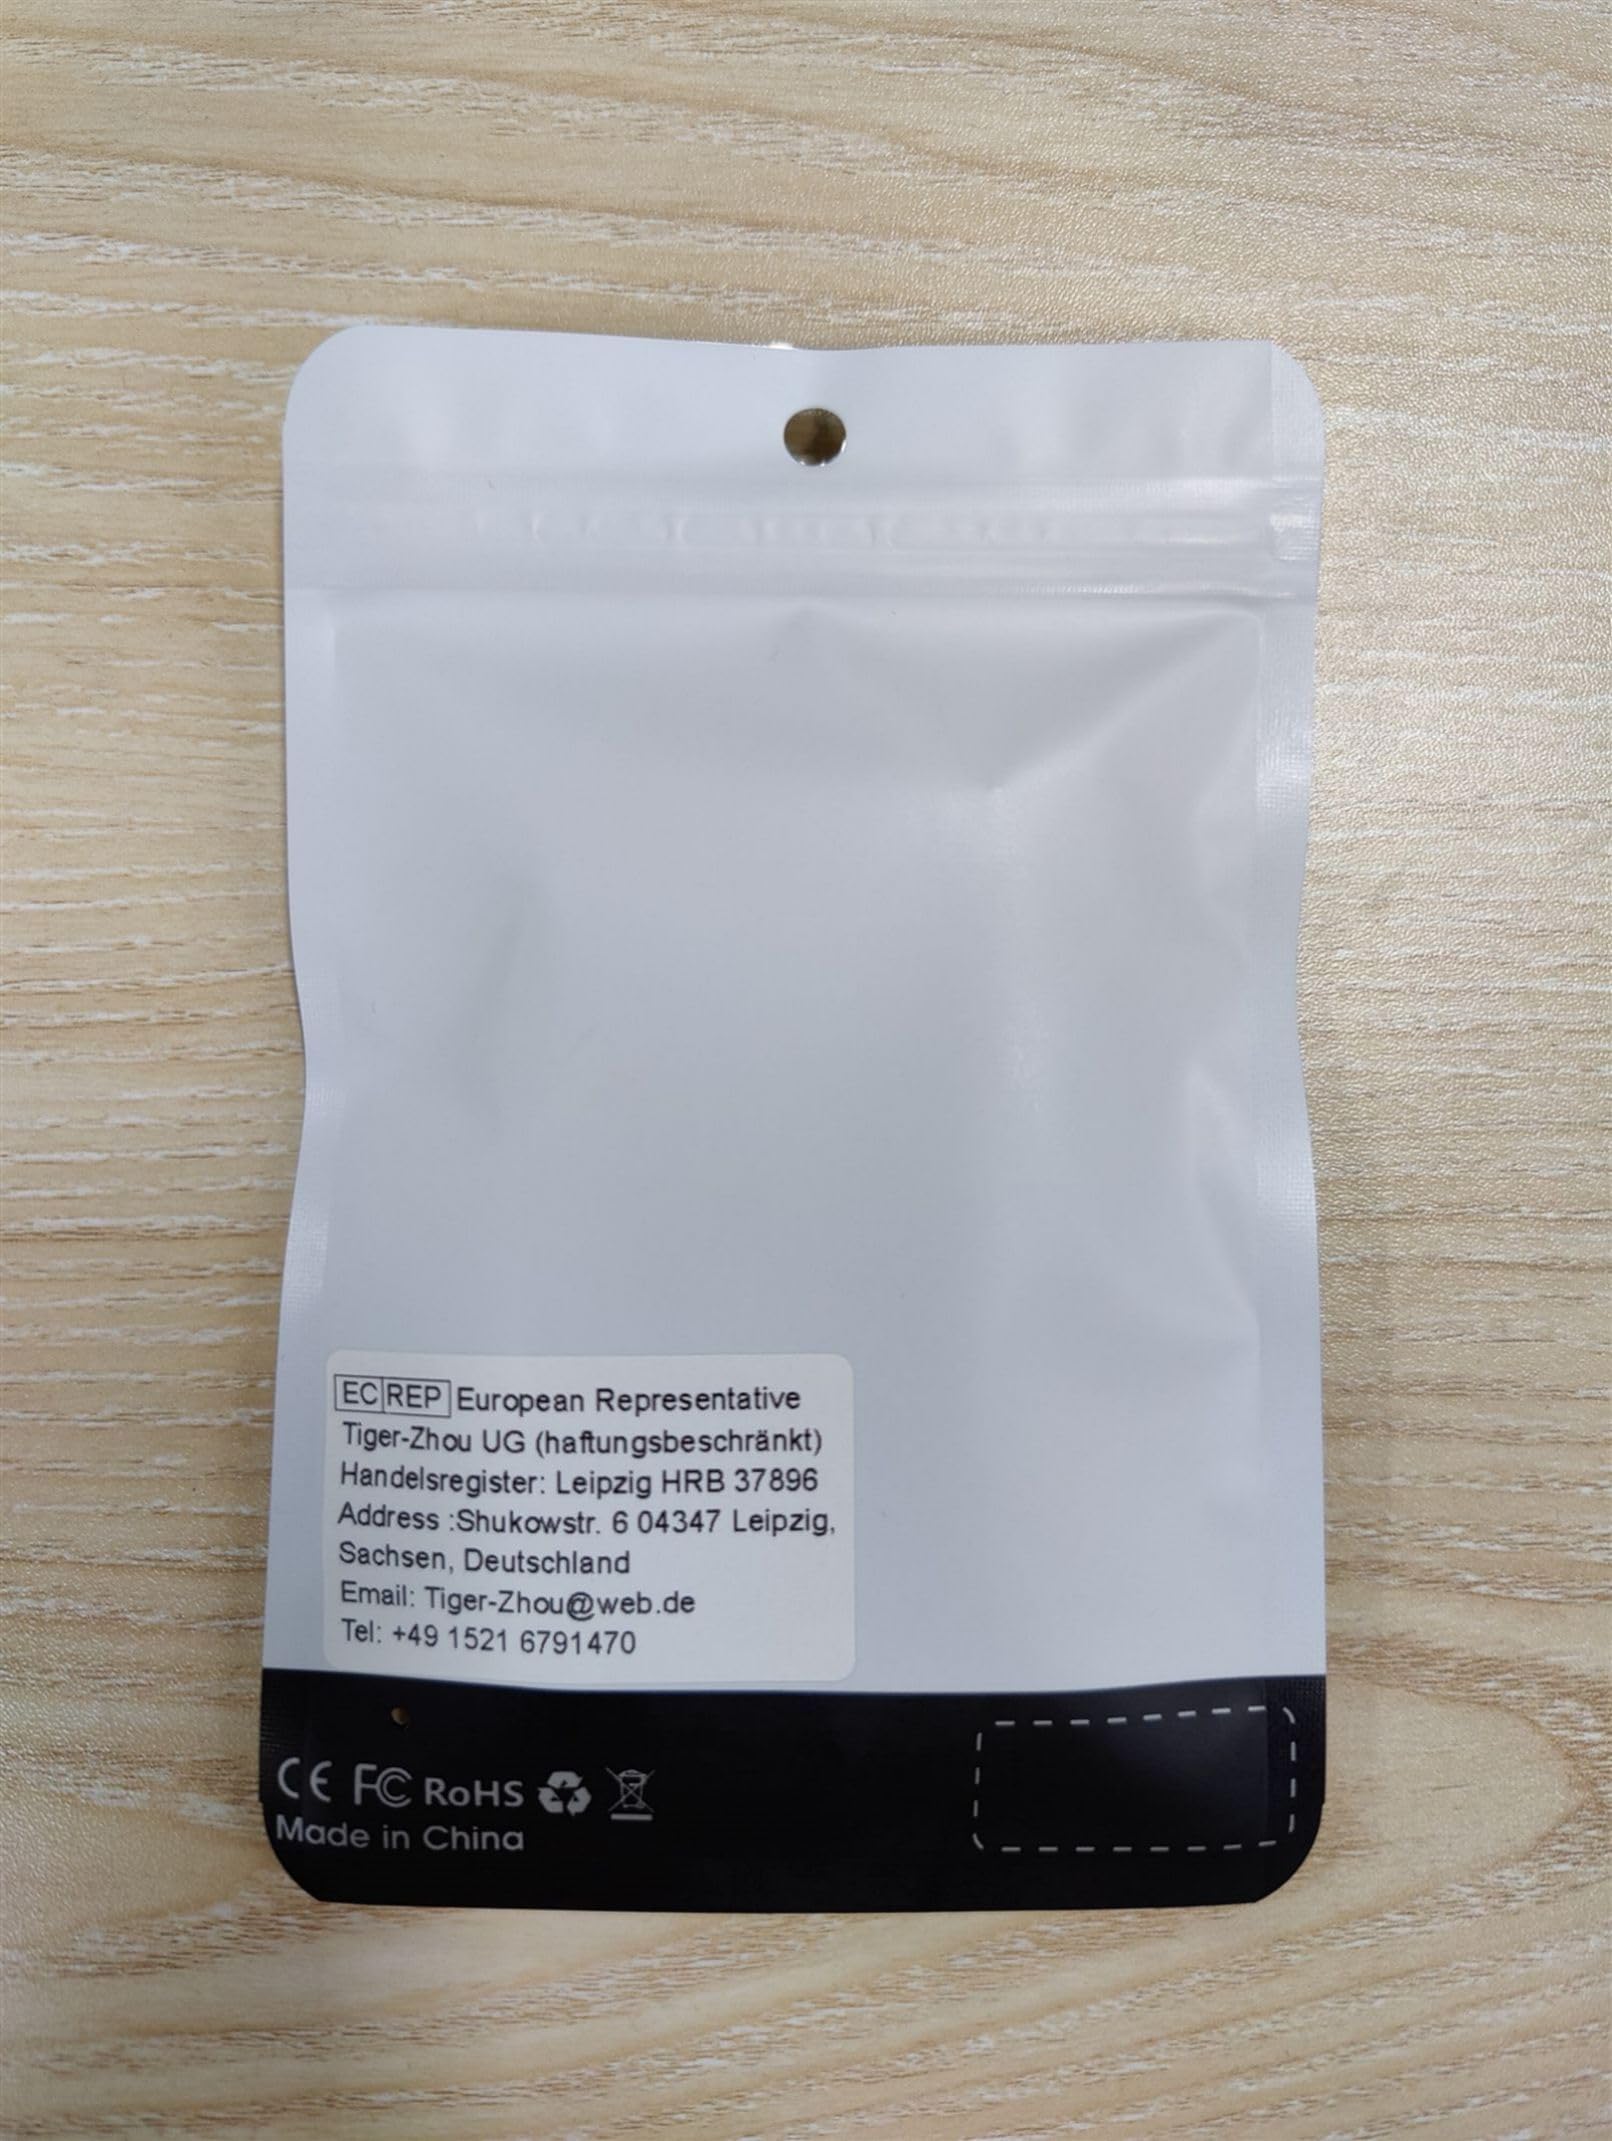 EC REP European Representative
Tiger-Zhou UG (haftungsbeschränkt)
Handelsregister: Leipzig HRB 37896
Address :Shukowstr. 6 04347 Leipzig,
Sachsen, Deutschland
Email: Tiger-Zhou@web.de
Tel: +49 1521 6791470
CE FC RoHS
Made in China